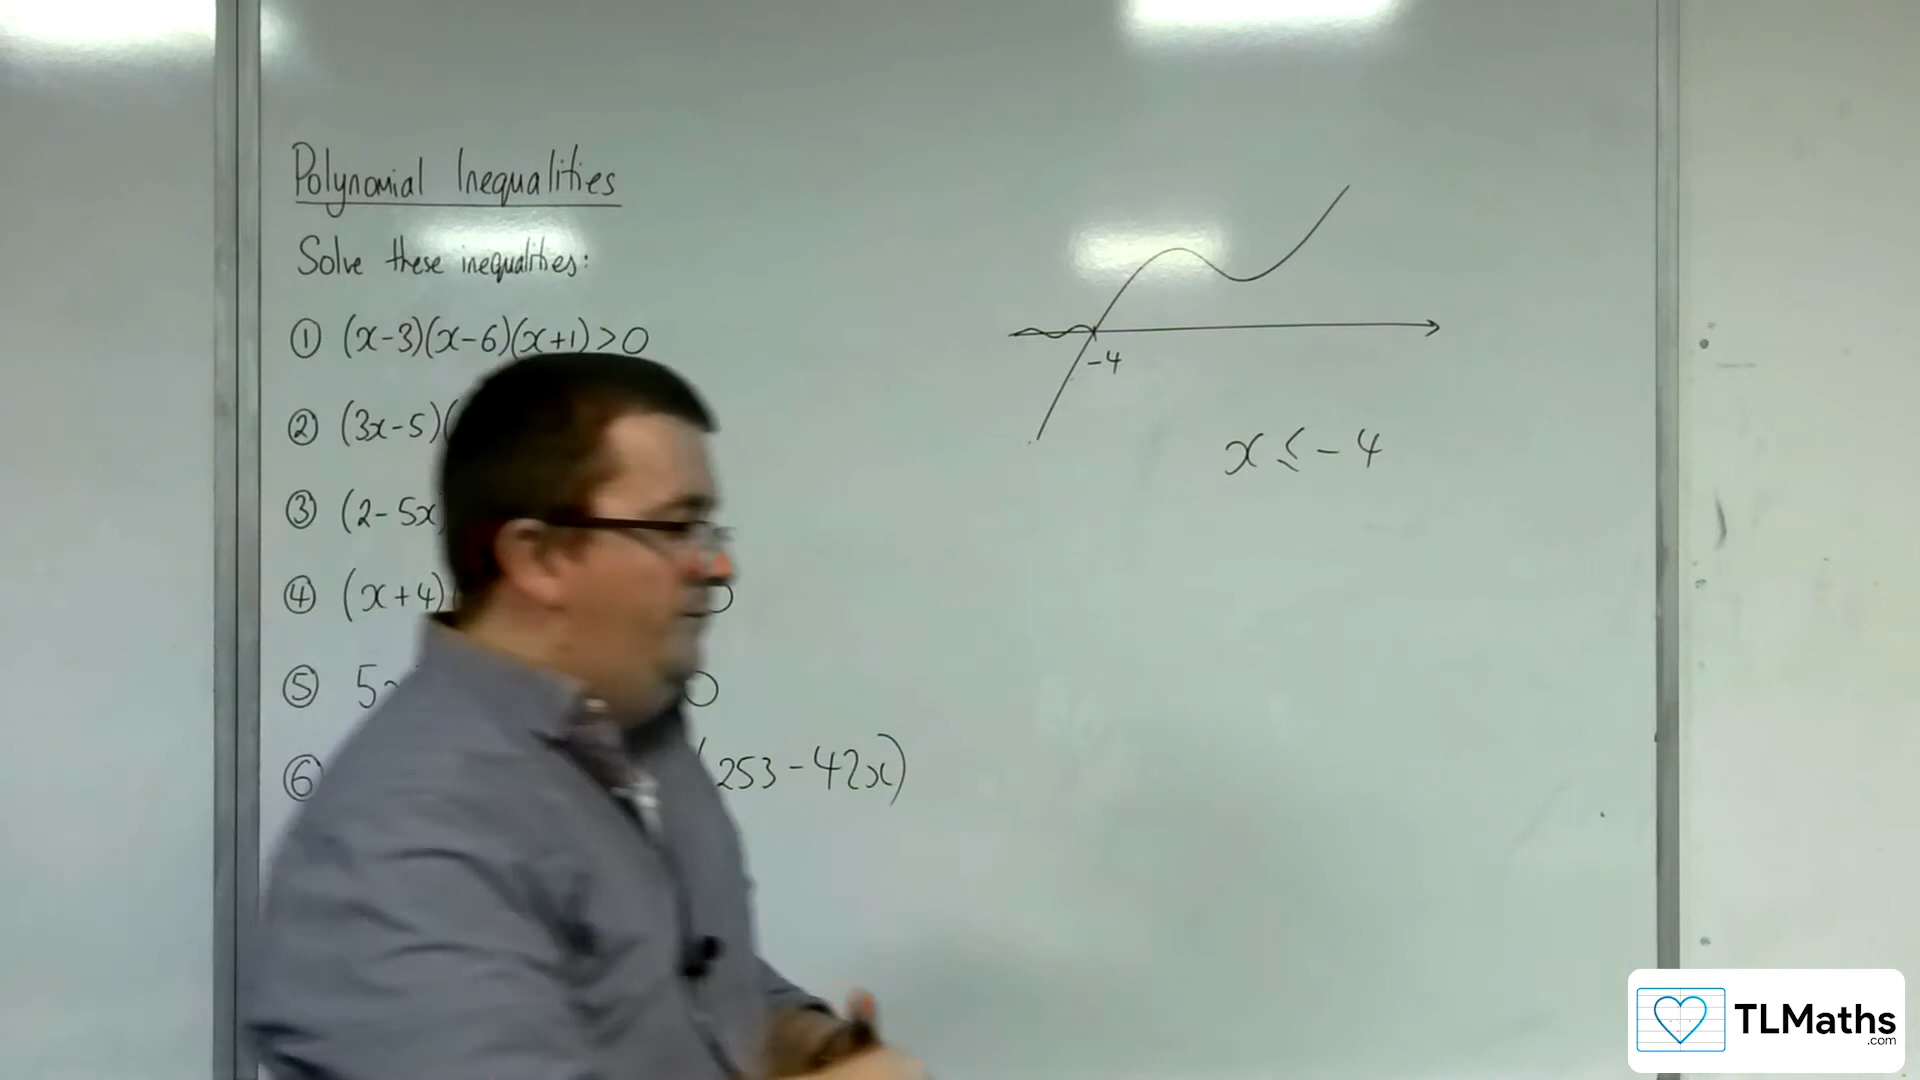 Polynomial Inequalities
Solve these inequalities:
① (x-3)(x-6)(x+1)>0
② (3x-5)(
③ (2-5x)
④ (x+4)
⑤ 5
⑥ 253-42x)
-4
x ≤ -4
TLMaths
.com